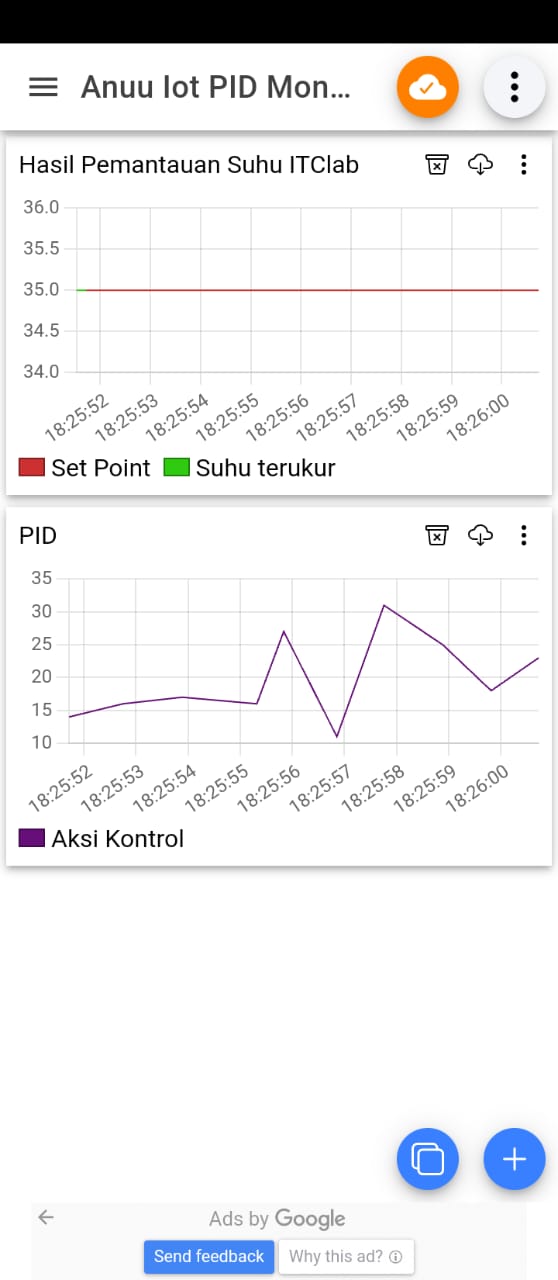 Anuu Iot PID Mon...
Hasil Pemantauan Suhu ITClab
36.0
35.5
35.0
34.5
34.0
18:25:52 18:25:53 18:25:54 18:25:55 18:25:56 18:25:57 18:25:58 18:25:59 18:26:00
Set Point Suhu terukur
PID
35
30
25
20
15
10
18:25:52 18:25:53 18:25:54 18:25:55 18:25:56 18:25:57 18:25:58 18:25:59 18:26:00
Aksi Kontrol
Ads by Google
Send feedback Why this ad?